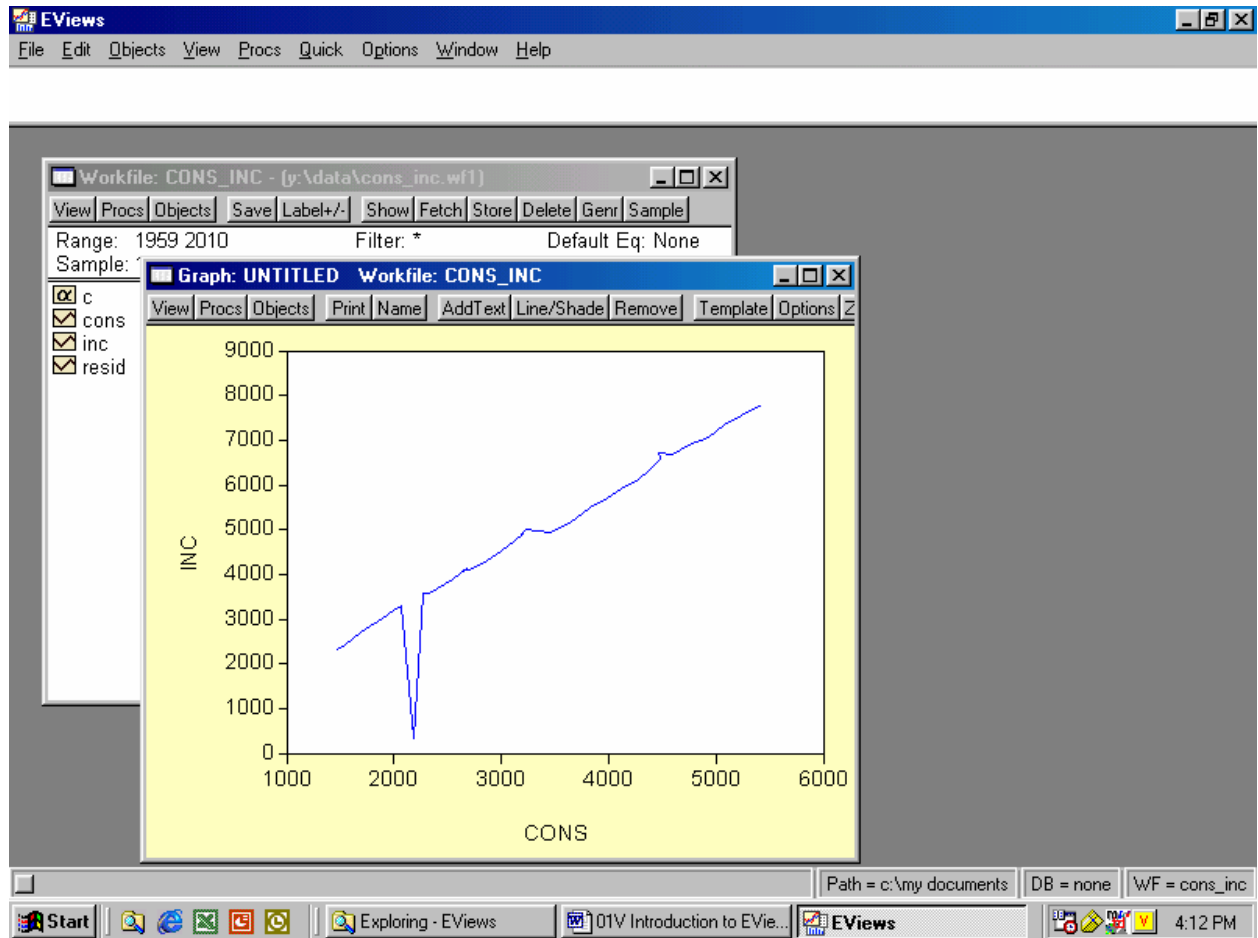 EViews
File Edit Objects View Procs Quick Options Window Help
Workfile: CONS_INC - (y:\data\cons_inc.wf1)
View Procs Objects Save Label+/- Show Fetch Store Delete Genr Sample
Range: 1959 2010 Filter: * Default Eq: None
Sample:
c
cons
inc
resid
Graph: UNTITLED Workfile: CONS_INC
View Procs Objects Print Name AddText Line/Shade Remove Template Options Z
9000
8000
7000
6000
5000
4000
3000
2000
1000
0
INC
1000 2000 3000 4000 5000 6000
CONS
Path = c:\my documents DB = none WF = cons_inc
Start Exploring - EViews 01V Introduction to EVie... EViews 4:12 PM